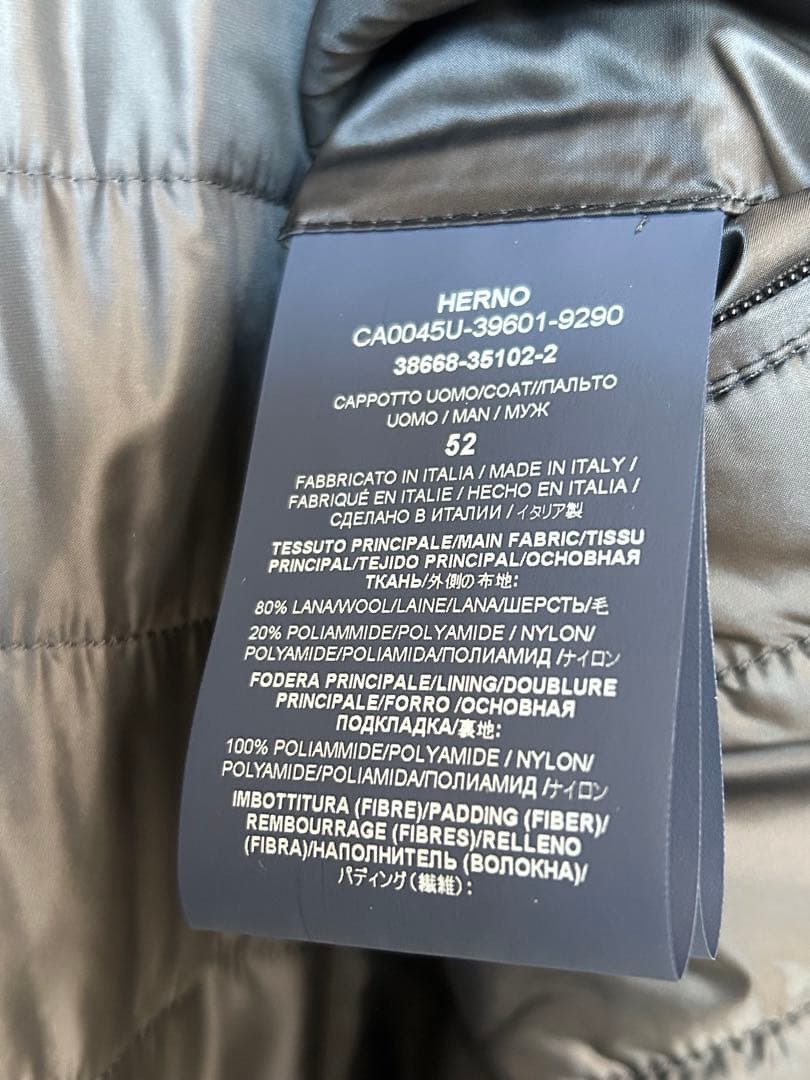 HERNO
CA0045U-39601-9290
38668-35102-2
CAPPOTTO UOMO/COAT//ПАЛЬТО
UOMO / MAN / МУЖ
52
FABBRICATO IN ITALIA / MADE IN ITALY /
FABRIQUÉ EN ITALIE / HECHO EN ITALIA /
СДЕЛАНО В ИТАЛИИ / イタリア製
TESSUTO PRINCIPALE/MAIN FABRIC/TISSU
PRINCIPAL/TEJIDO PRINCIPAL/ОСНОВНАЯ
ТКАНЬ/外側の布地:
80% LANA/WOOL/LAINE/LANA/ШЕРСТЬ/毛
20% POLIAMMIDE/POLYAMIDE / NYLON/
POLYAMIDE/POLIAMIDA/ПОЛИАМИД /ナイロン
FODERA PRINCIPALE/LINING/DOUBLURE
PRINCIPALE/FORRO /ОСНОВНАЯ
ПОДКЛАДКА/裏地:
100% POLIAMMIDE/POLYAMIDE / NYLON/
POLYAMIDE/POLIAMIDA/ПОЛИАМИД /ナイロン
IMBOTTITURA (FIBRE)/PADDING (FIBER)/
REMBOURRAGE (FIBRES)/RELLENO
(FIBRA)/НАПОЛНИТЕЛЬ (ВОЛОКНА)/
パディング(繊維):